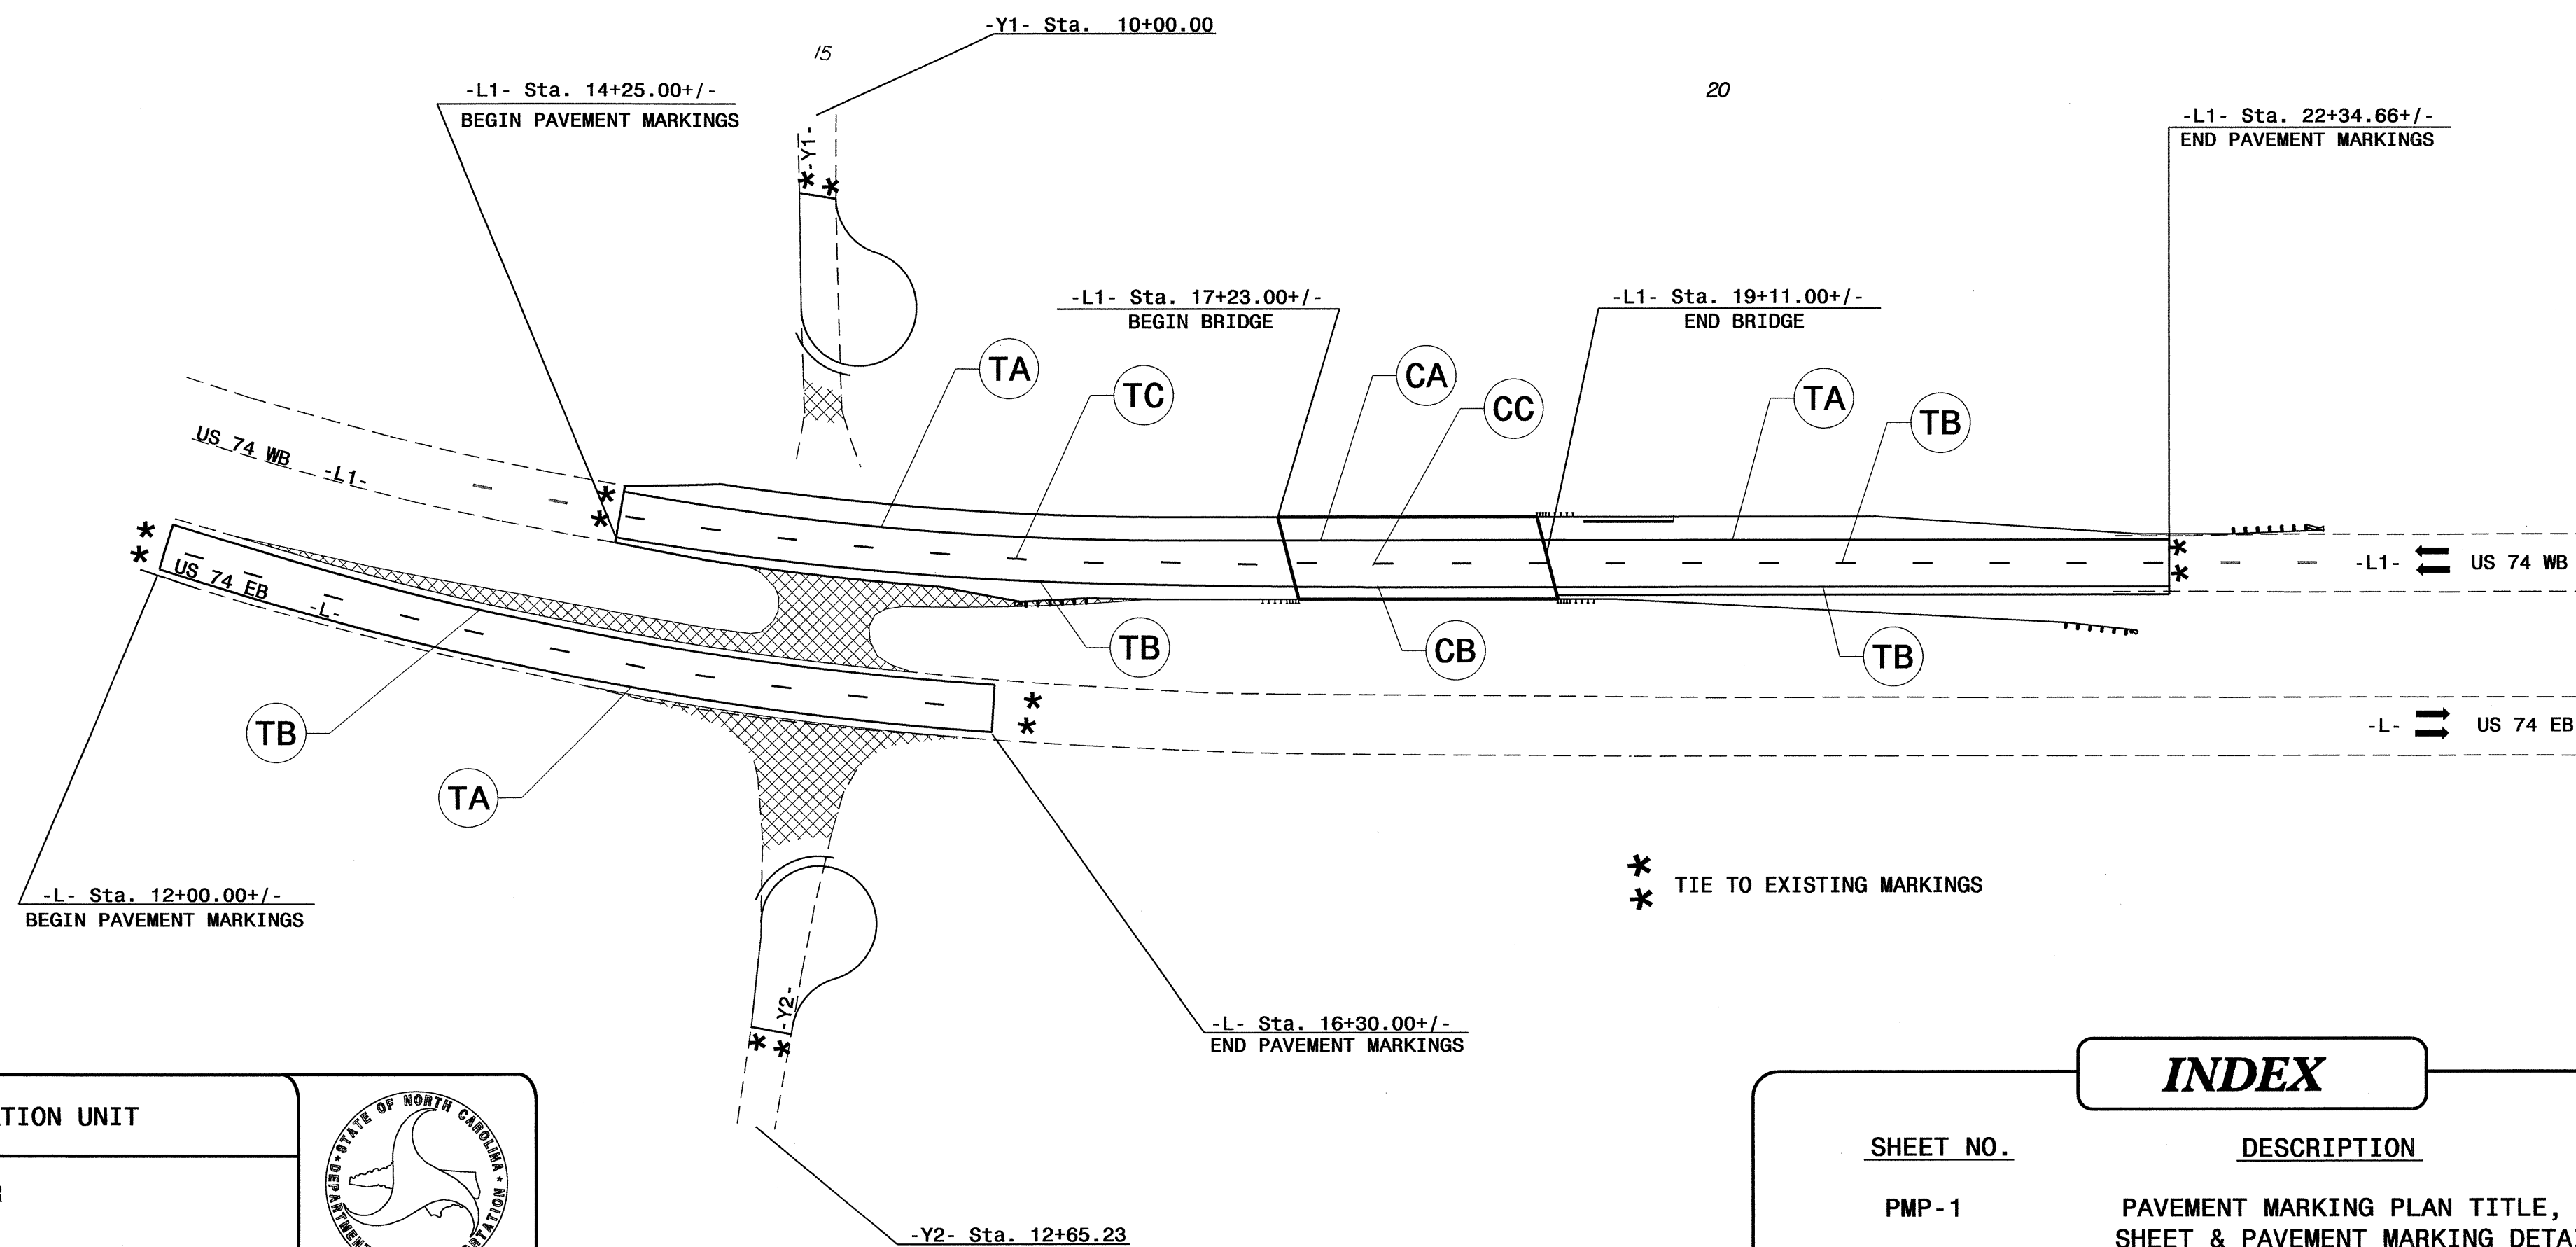 -Y1- Sta. 10+00.00
15
-L1- Sta. 14+25.00+/-
BEGIN PAVEMENT MARKINGS
20
-L1- Sta. 22+34.66+/-
END PAVEMENT MARKINGS
-Y1-
-L1- Sta. 17+23.00+/-
BEGIN BRIDGE
-L1- Sta. 19+11.00+/-
END BRIDGE
TA
TC
CA
CC
TA
TB
US 74 WB
-L1-
-L1-
US 74 WB
US 74 EB
-L-
TB
CB
TB
-L-
US 74 EB
TB
TA
-L- Sta. 12+00.00+/-
BEGIN PAVEMENT MARKINGS
* * TIE TO EXISTING MARKINGS
-Y2-
-L- Sta. 16+30.00+/-
END PAVEMENT MARKINGS
TION UNIT
STATE OF NORTH CAROLINA
INDEX
SHEET NO.
DESCRIPTION
PMP-1
PAVEMENT MARKING PLAN TITLE,
SHEET & PAVEMENT MARKING DETA
-Y2- Sta. 12+65.23